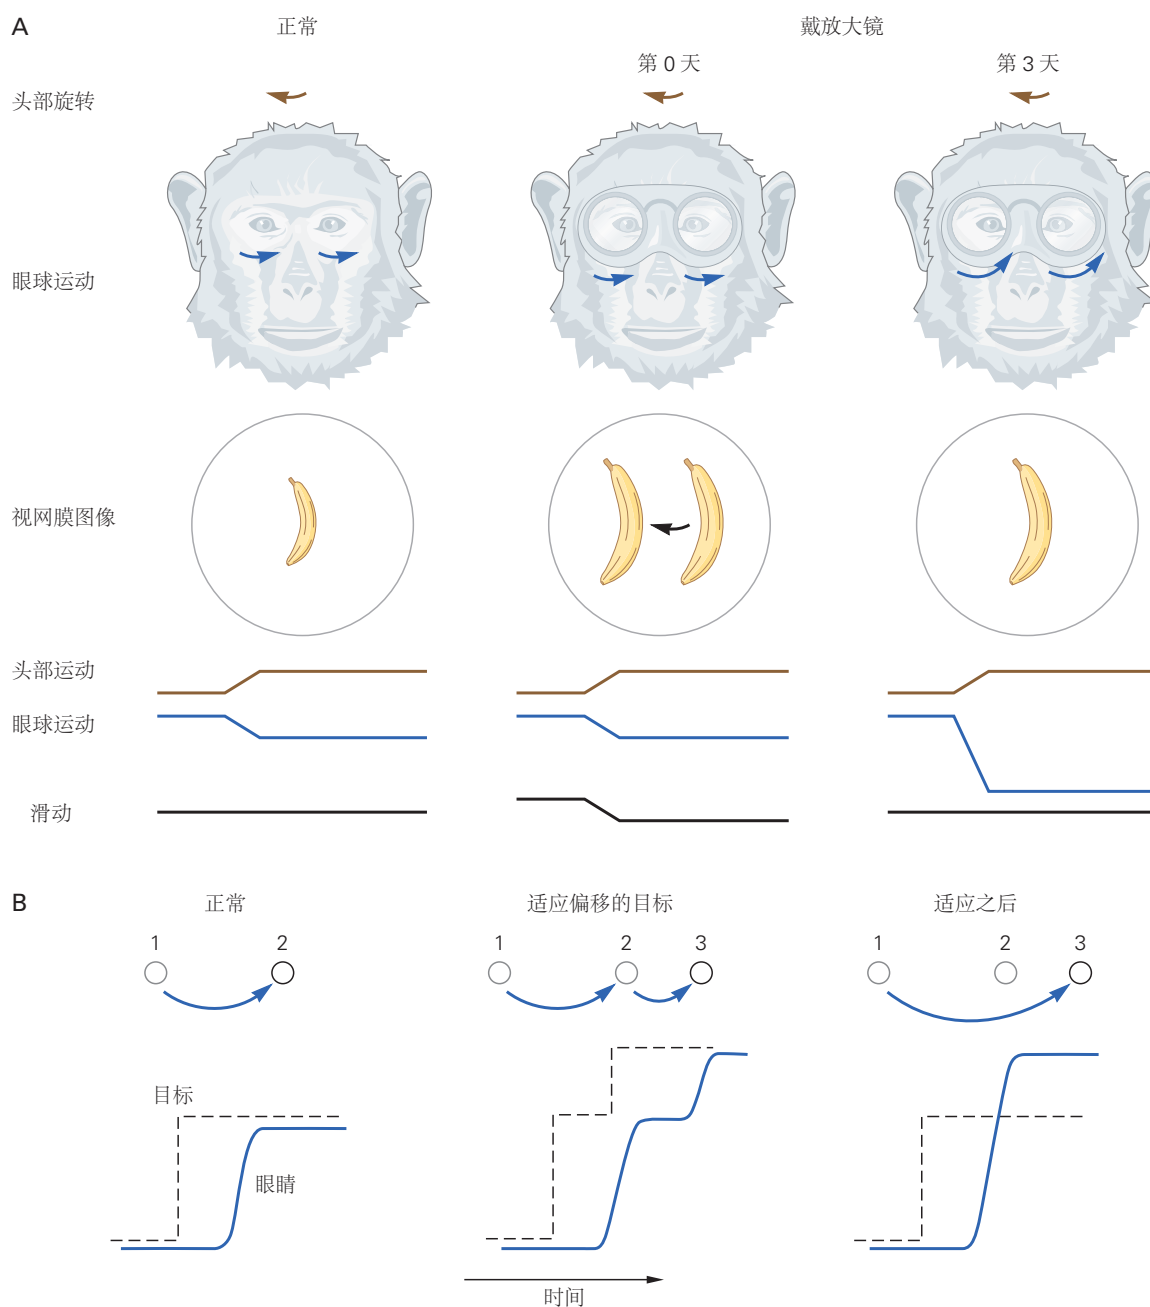 A
正常
戴放大镜
第 0 天
第 3 天
头部旋转
眼球运动
视网膜图像
头部运动
眼球运动
滑动
B
正常
适应偏移的目标
适应之后
1
2
1
2
3
1
2
3
目标
眼睛
时间